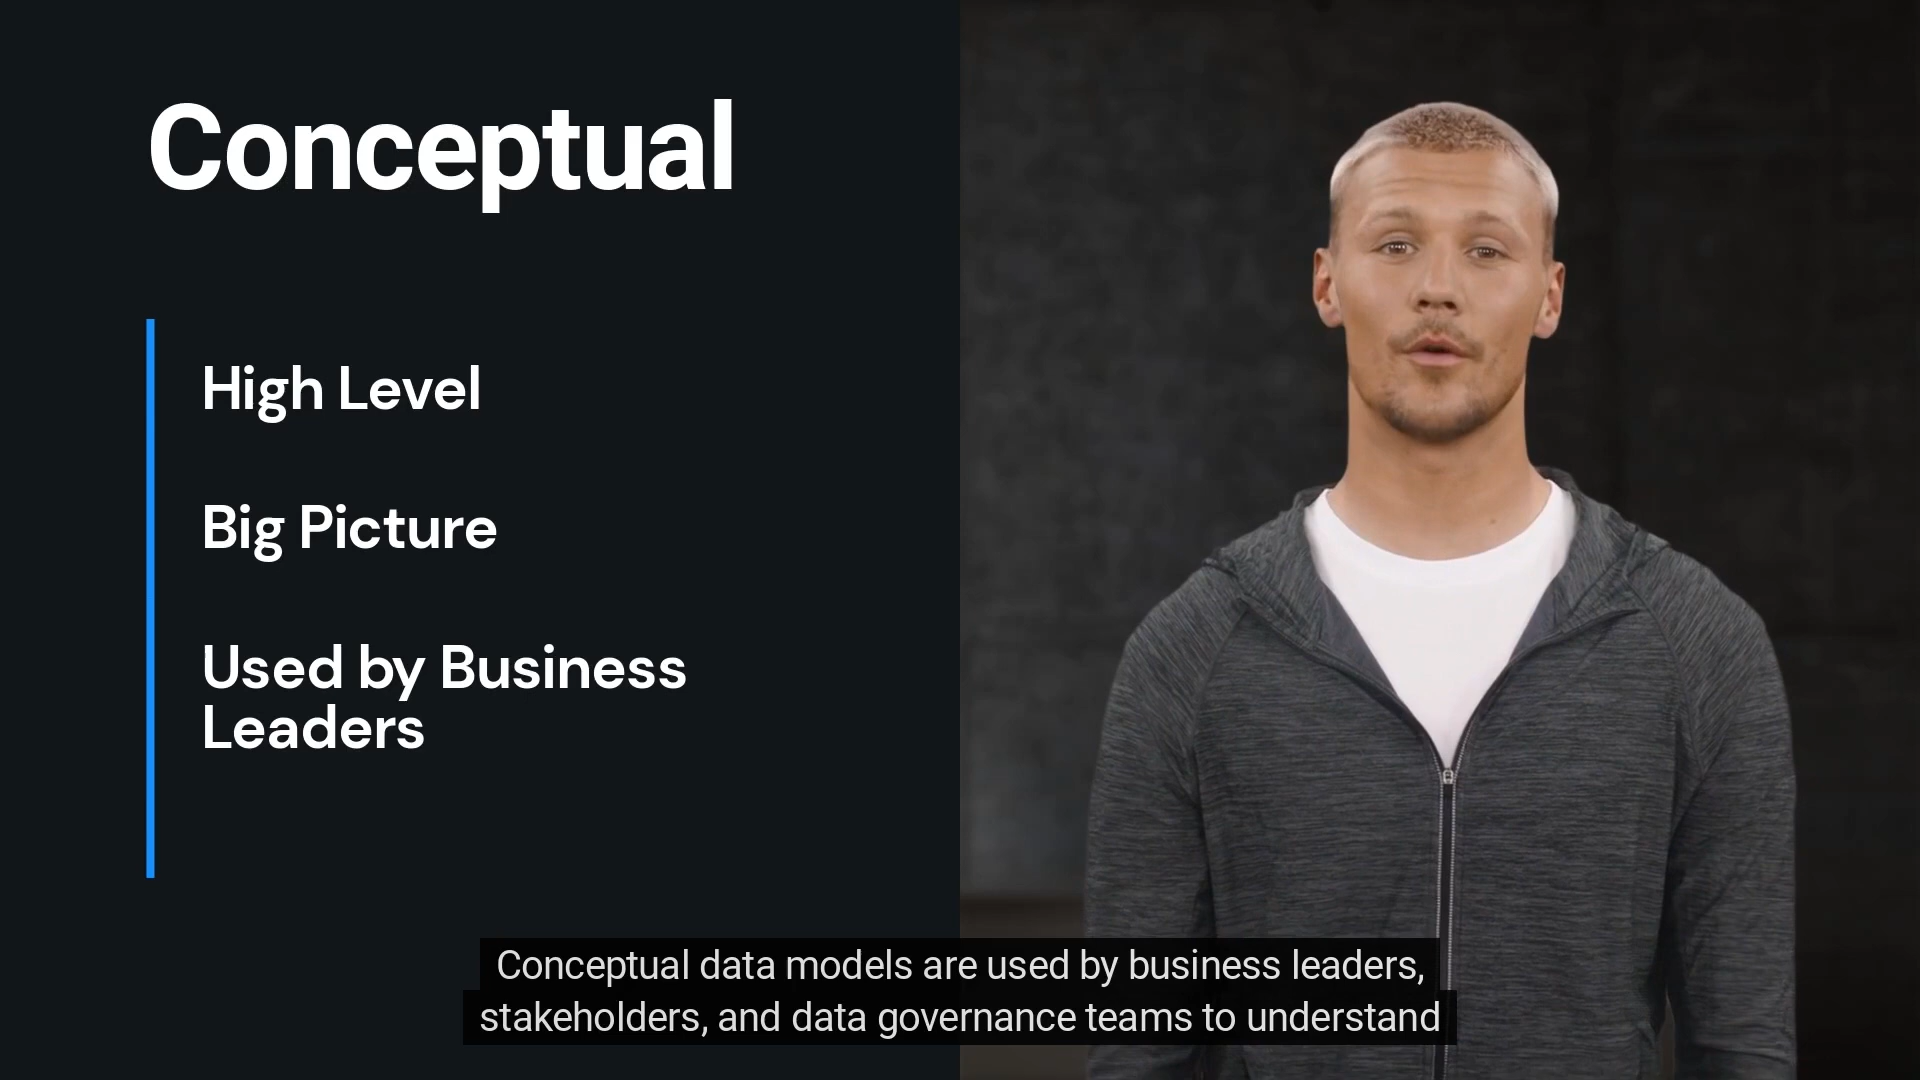 Conceptual
High Level
Big Picture
Used by Business
Leaders
Conceptual data models are used by business leaders,
stakeholders, and data governance teams to understand